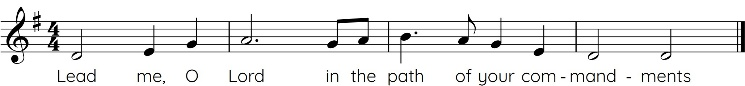 Lead me, O Lord in the path of your com - mand - ments